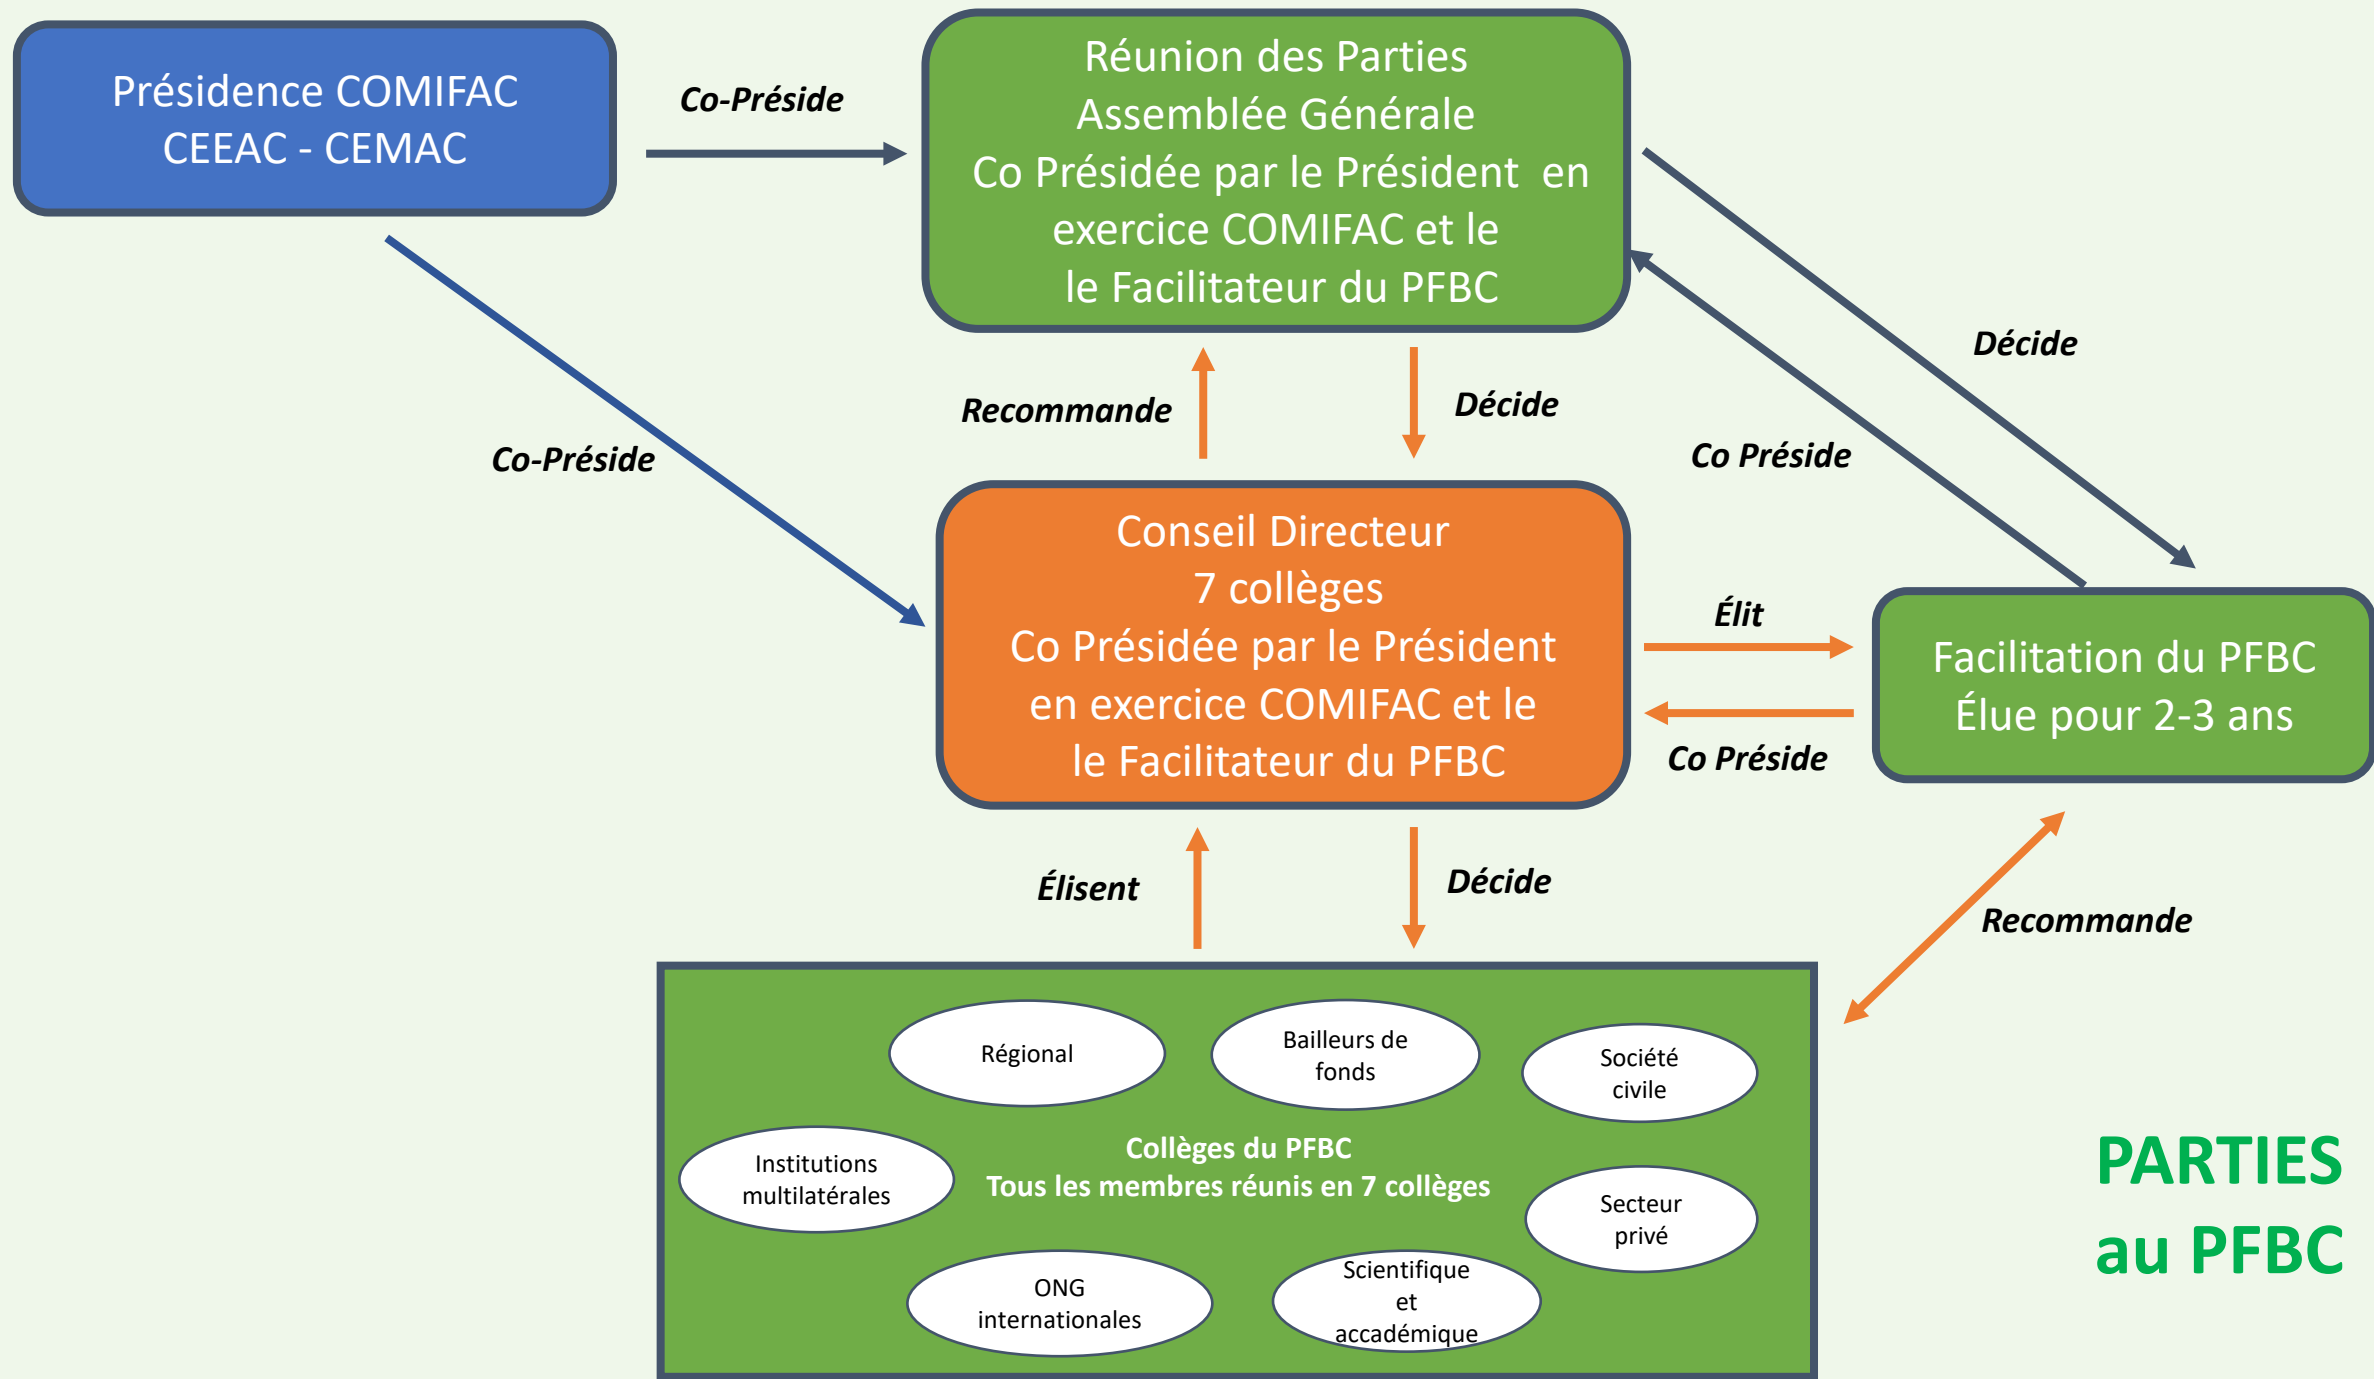 Présidence COMIFAC
CEEAC - CEMAC
Co-Préside
Réunion des Parties
Assemblée Générale
Co Présidée par le Président en
exercice COMIFAC et le
le Facilitateur du PFBC
Décide
Co Préside
Recommande
Décide
Co-Préside
Conseil Directeur
7 collèges
Co Présidée par le Président
en exercice COMIFAC et le
le Facilitateur du PFBC
Élit
Co Préside
Facilitation du PFBC
Élue pour 2-3 ans
Élisent
Décide
Recommande
Régional
Bailleurs de
fonds
Société
civile
Institutions
multilatérales
Collèges du PFBC
Tous les membres réunis en 7 collèges
Secteur
privé
ONG
internationales
Scientifique
et
accadémique
PARTIES
au PFBC